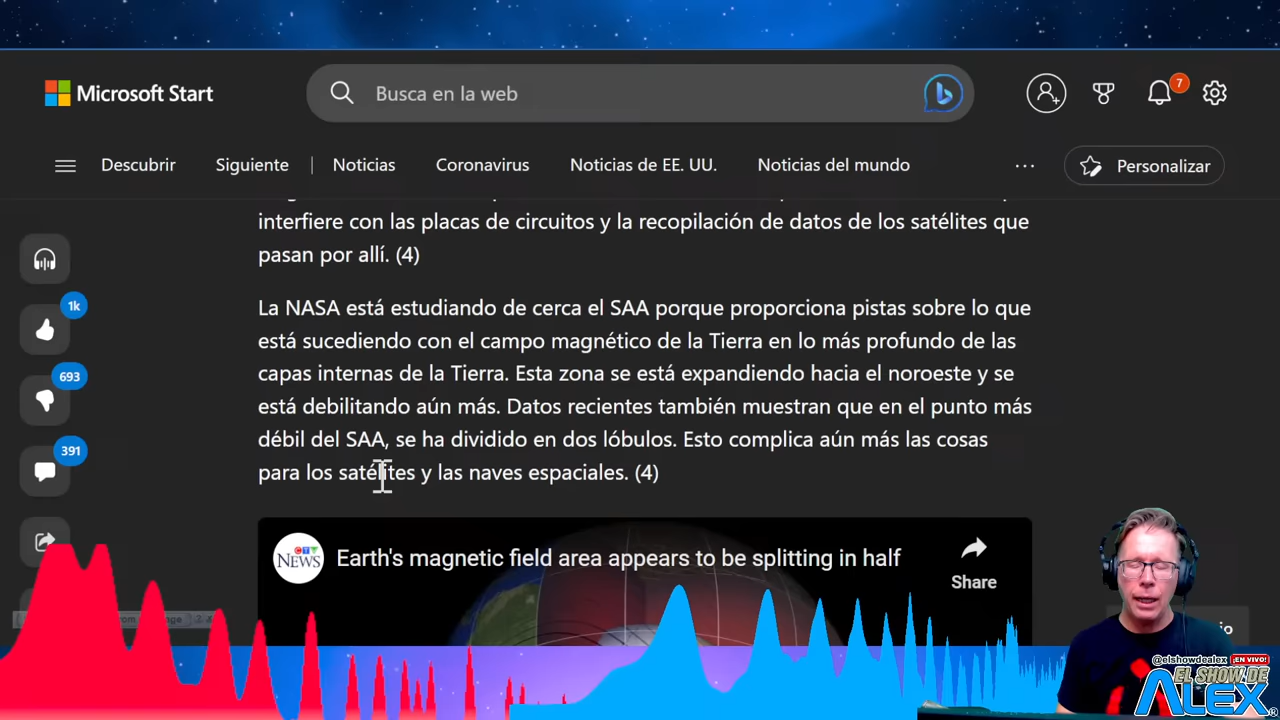 Microsoft Start
Busca en la web
7
Descubrir
Siguiente
Noticias
Coronavirus
Noticias de EE. UU.
Noticias del mundo
Personalizar
interfiere con las placas de circuitos y la recopilación de datos de los satélites que
pasan por allí. (4)
1k
La NASA está estudiando de cerca el SAA porque proporciona pistas sobre lo que
está sucediendo con el campo magnético de la Tierra en lo más profundo de las
693
capas internas de la Tierra. Esta zona se está expandiendo hacia el noroeste y se
está debilitando aún más. Datos recientes también muestran que en el punto más
débil del SAA, se ha dividido en dos lóbulos. Esto complica aún más las cosas
391
para los satélites y las naves espaciales. (4)
CTV
NEWS
Earth's magnetic field area appears to be splitting in half
Share
@elshowdealex ¡EN VIVO!
EL SHOW DE
ALEX